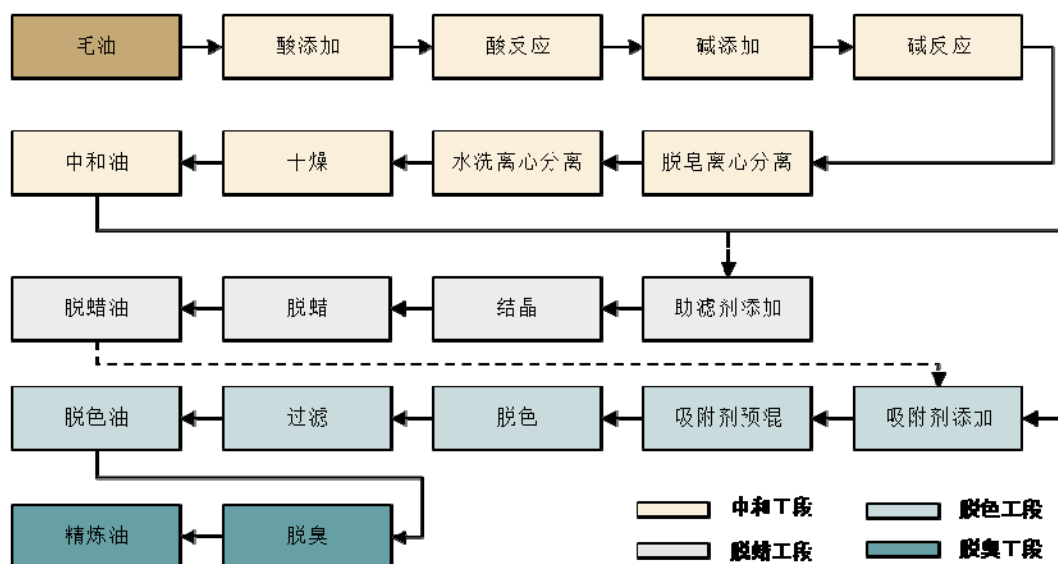 毛油
酸添加
酸反应
碱添加
碱反应
中和油
干燥
水洗离心分离
脱皂离心分离
脱蜡油
脱蜡
结晶
助滤剂添加
脱色油
过滤
脱色
吸附剂预混
吸附剂添加
精炼油
脱臭
中和工段
脱色工段
脱蜡工段
脱臭工段